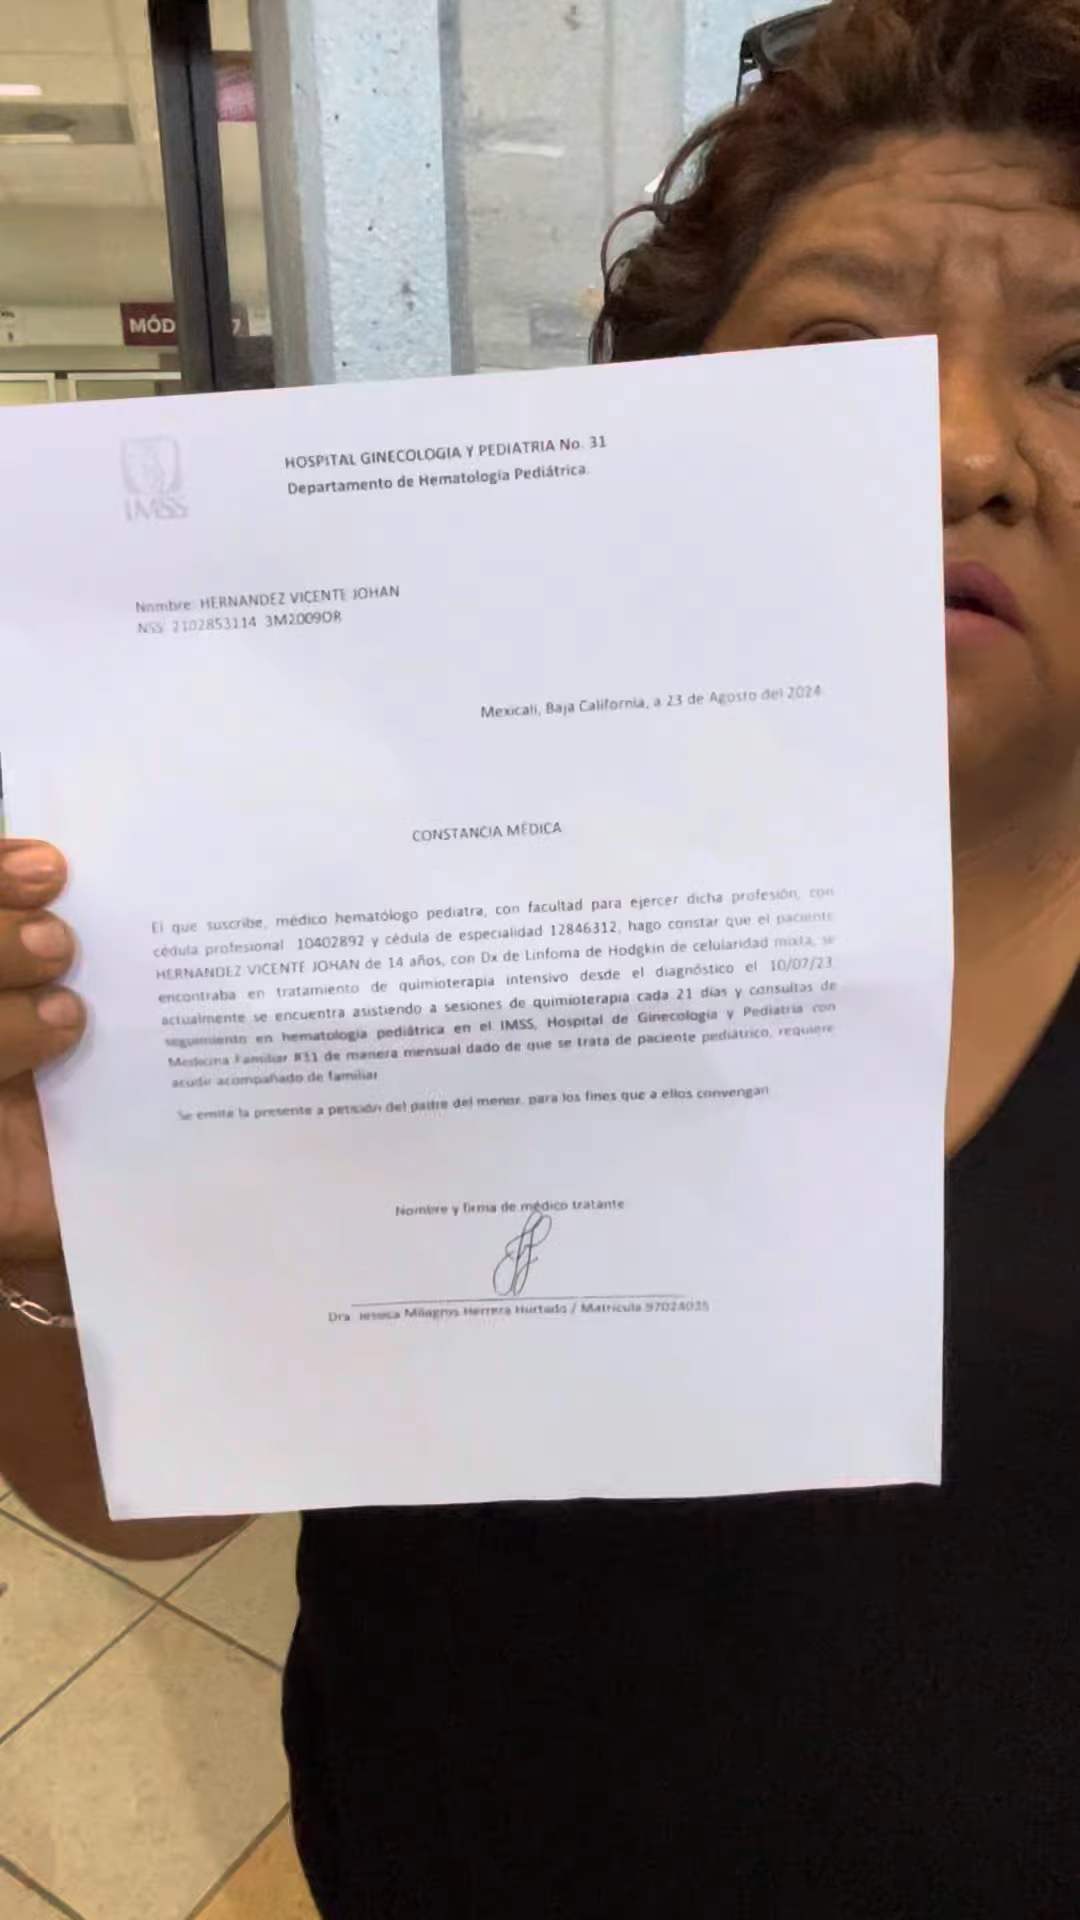 MÓD 7
IMSS
HOSPITAL GINECOLOGIA Y PEDIATRIA No. 31
Departamento de Hematología Pediátrica.
Nombre: HERNANDEZ VICENTE JOHAN
NSS: 2102853114 3M2009OR
Mexicali, Baja California, a 23 de Agosto del 2024
CONSTANCIA MÉDICA
El que suscribe, médico hematólogo pediatra, con facultad para ejercer dicha profesión, con
cédula profesional 10402892 y cédula de especialidad 12846312, hago constar que el paciente
HERNANDEZ VICENTE JOHAN de 14 años, con Dx de Linfoma de Hodgkin de celularidad mixta, se
encontraba en tratamiento de quimioterapia intensivo desde el diagnóstico el 10/07/23,
actualmente se encuentra asistiendo a sesiones de quimioterapia cada 21 dias y consultas de
seguimiento en hematología pediátrica en el IMSS, Hospital de Ginecología y Pediatria con
Medicina Familiar #31 de manera mensual dado de que se trata de paciente pediátrico, requiere
acudir acompañado de familiar
Se emite la presente a petición del padre del menor, para los fines que a ellos convengan
Nombre y firma de médico tratante
Dra Jessica Milagros Herrera Hurtado / Matricula 97024035